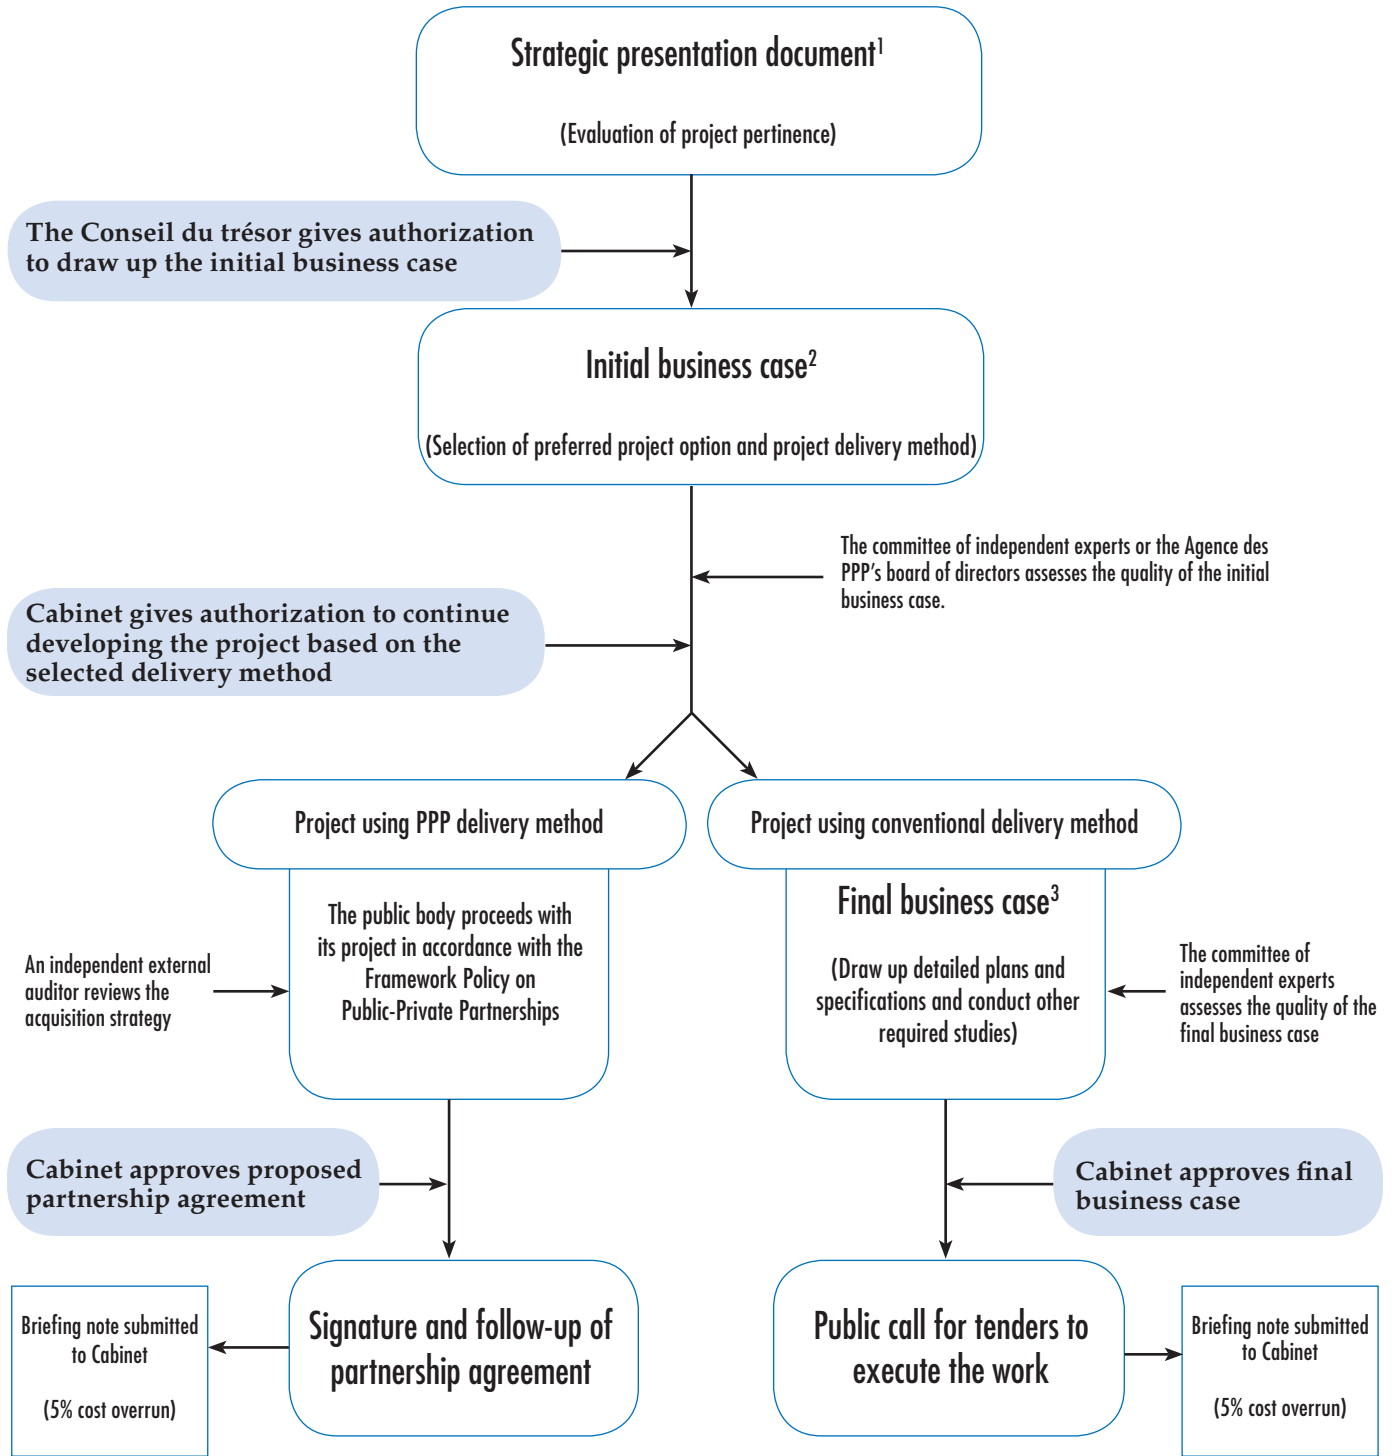 Strategic presentation document1
(Evaluation of project pertinence)
The Conseil du trésor gives authorization
to draw up the initial business case
Initial business case2
(Selection of preferred project option and project delivery method)
The committee of independent experts or the Agence des
PPP’s board of directors assesses the quality of the initial
business case.
Cabinet gives authorization to continue
developing the project based on the
selected delivery method
Project using PPP delivery method
Project using conventional delivery method
The public body proceeds with
its project in accordance with the
Framework Policy on
Public-Private Partnerships
An independent external
auditor reviews the
acquisition strategy
Final business case3
(Draw up detailed plans and
specifications and conduct other
required studies)
The committee of
independent experts
assesses the quality of the
final business case
Cabinet approves proposed
partnership agreement
Cabinet approves final
business case
Briefing note submitted
to Cabinet
(5% cost overrun)
Signature and follow-up of
partnership agreement
Public call for tenders to
execute the work
Briefing note submitted
to Cabinet
(5% cost overrun)